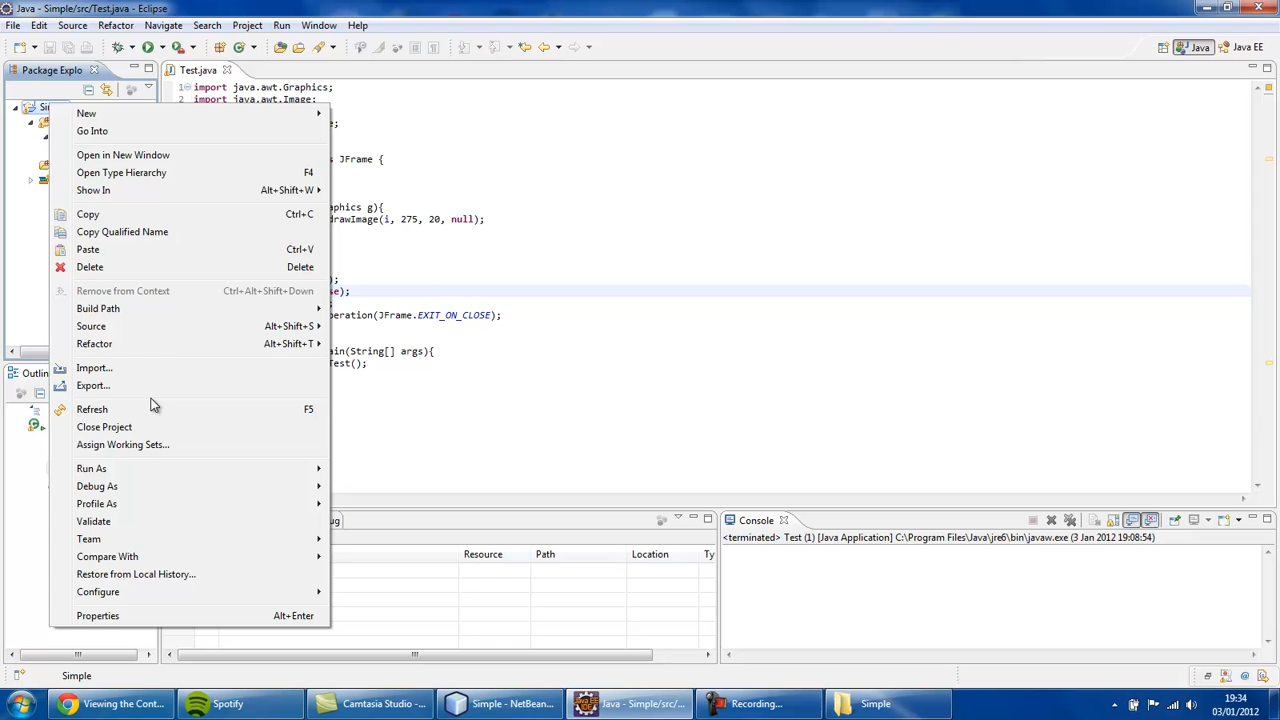 Java - Simple/src/Test.java - Eclipse
File Edit Source Refactor Navigate Search Project Run Window Help
Java Java EE
Package Explo
Test.java
1 import java.awt.Graphics;
2 import java.awt.Image;
e;
s JFrame {
aphics g){
drawImage(i, 275, 20, null);
);
se);
;
peration(JFrame.EXIT_ON_CLOSE);
ain(String[] args){
Test();
New
Go Into
Open in New Window
Open Type Hierarchy F4
Show In Alt+Shift+W
Copy Ctrl+C
Copy Qualified Name
Paste Ctrl+V
Delete Delete
Remove from Context Ctrl+Alt+Shift+Down
Build Path
Source Alt+Shift+S
Refactor Alt+Shift+T
Import...
Export...
Refresh F5
Close Project
Assign Working Sets...
Run As
Debug As
Profile As
Validate
Team
Compare With
Restore from Local History...
Configure
Properties Alt+Enter
Outlin
Resource Path Location Ty
Console
<terminated> Test (1) [Java Application] C:\Program Files\Java\jre6\bin\javaw.exe (3 Jan 2012 19:08:54)
Simple
Viewing the Cont... Spotify Camtasia Studio -... Simple - NetBean... Java - Simple/src/... Recording... Simple
19:34
03/01/2012